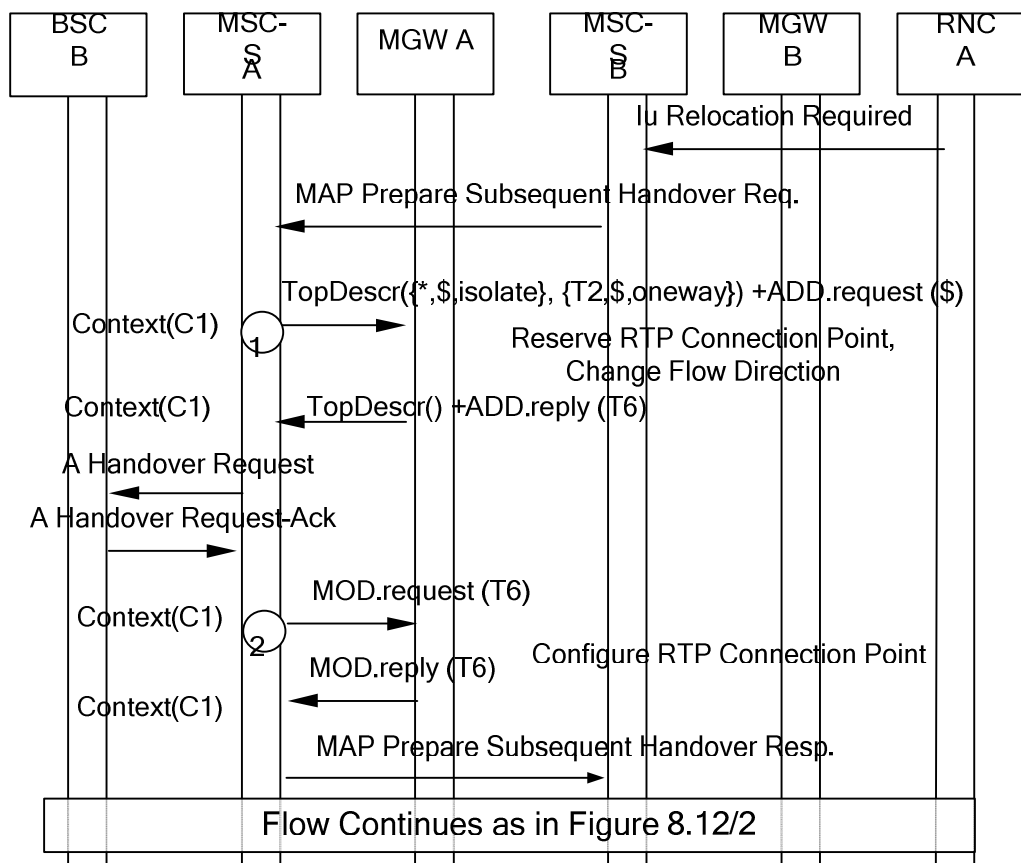 BSC
B
MSC-
S
A
MGW A
MSC-
S
B
MGW
B
RNC
A
Iu Relocation Required
MAP Prepare Subsequent Handover Req.
TopDescr({*,$,isolate}, {T2,$,oneway}) +ADD.request ($)
Context(C1)
1
Reserve RTP Connection Point,
Change Flow Direction
Context(C1)
TopDescr() +ADD.reply (T6)
A Handover Request
A Handover Request-Ack
MOD.request (T6)
Context(C1)
2
Configure RTP Connection Point
MOD.reply (T6)
Context(C1)
MAP Prepare Subsequent Handover Resp.
Flow Continues as in Figure 8.12/2